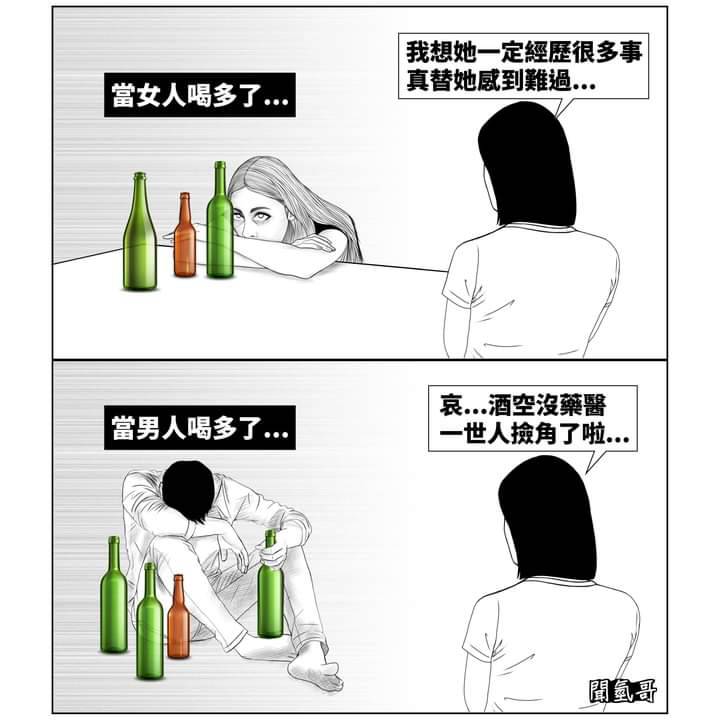 當女人喝多了...
我想她一定經歷很多事
真替她感到難過...
當男人喝多了...
哀...酒空沒藥醫
一世人撿角了啦...
聞氫哥